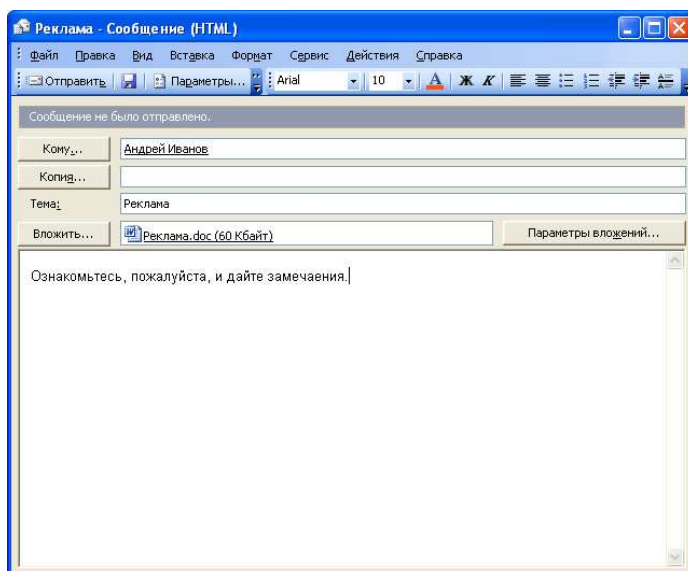 Реклама - Сообщение (HTML)
Файл Правка Вид Вставка Формат Сервис Действия Справка
Отправить Параметры... Arial 10 А Ж К
Сообщение не было отправлено.
Кому... Андрей Иванов
Копия...
Тема: Реклама
Вложить... Реклама.doc (60 Кбайт) Параметры вложений...
Ознакомьтесь, пожалуйста, и дайте замечаения.